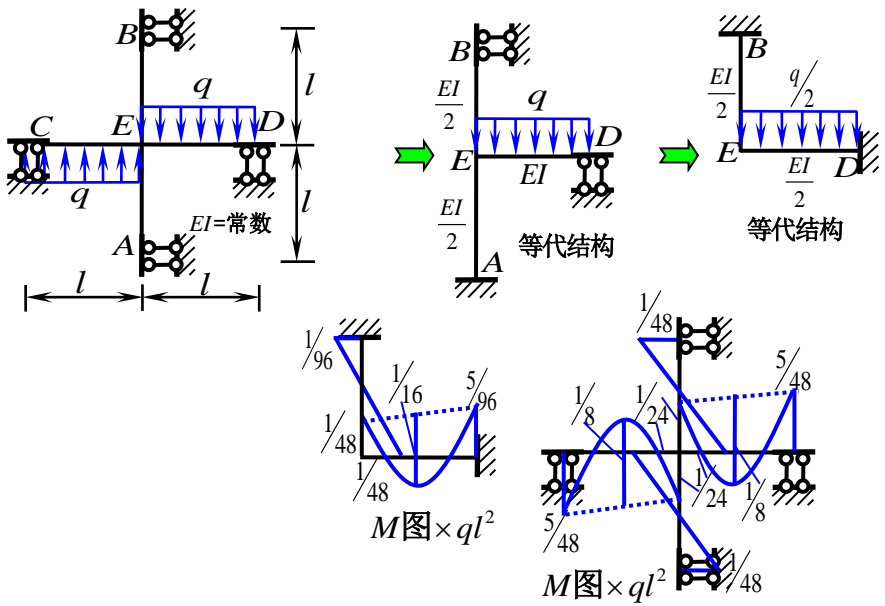 B
q
C
E
D
l
q
EI=常数
A
l
l
l
B
EI/2
q
D
E
EI
EI/2
等代结构
A
B
EI/2
q/2
E
D
EI/2
等代结构
1/96
1/16
5/96
1/48
1/48
M图×ql²
1/48
5/48
1/8
1/24
1/24
1/8
5/48
1/48
M图×ql²